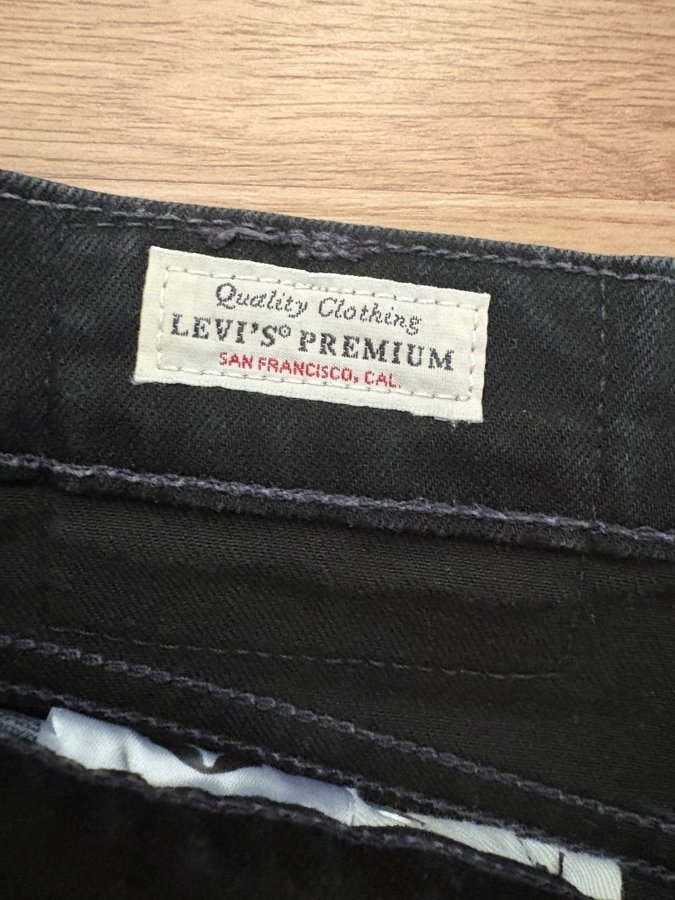 Quality Clothing
LEVI'S® PREMIUM
SAN FRANCISCO, CAL.